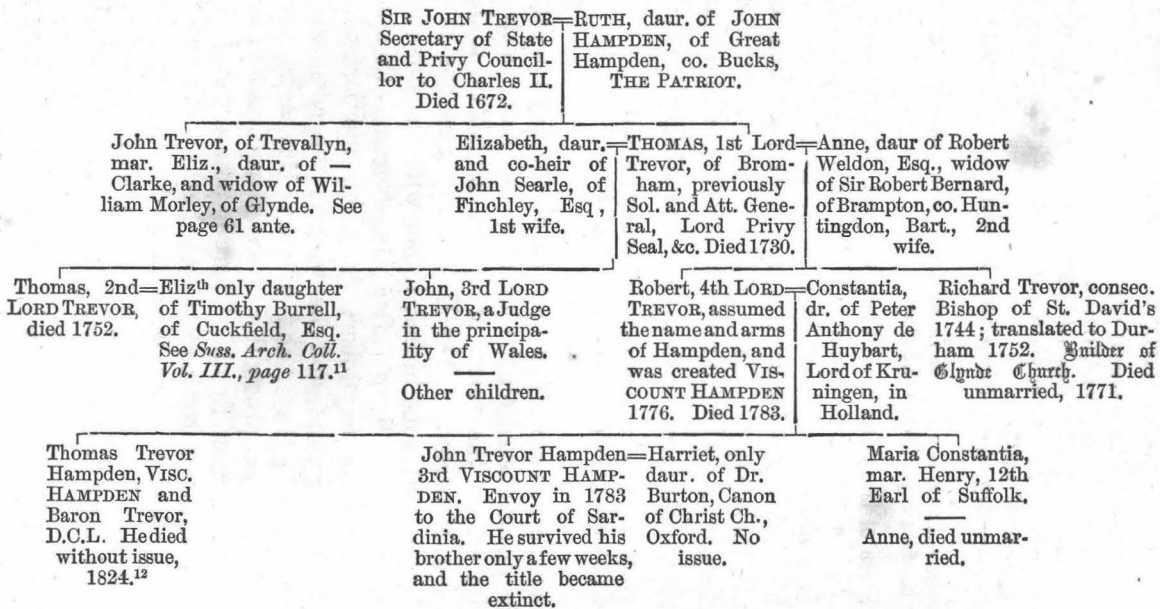 SIR JOHN TREVOR=
Secretary of State
and Privy Council-
lor to Charles II.
Died 1672.
RUTH, daur. of JOHN
HAMPDEN, of Great
Hampden, co. Bucks,
THE PATRIOT.
John Trevor, of Trevallyn,
mar. Eliz., daur. of —
Clarke, and widow of Wil-
liam Morley, of Glynde. See
page 61 ante.
Elizabeth, daur.=
and co-heir of
John Searle, of
Finchley, Esq,
1st wife.
THOMAS, 1st Lord=
Trevor, of Brom-
ham, previously
Sol. and Att. Gene-
ral, Lord Privy
Seal, &c. Died 1730.
Anne, daur of Robert
Weldon, Esq., widow
of Sir Robert Bernard,
of Brampton, co. Hun-
tingdon, Bart., 2nd
wife.
Thomas, 2nd=
LORD TREVOR,
died 1752.
Elizth only daughter
of Timothy Burrell,
of Cuckfield, Esq.
See Suss. Arch. Coll.
Vol. III., page 117.11
John, 3rd LORD
TREVOR, a Judge
in the principa-
lity of Wales.
—
Other children.
Robert, 4th LORD=
TREVOR, assumed
the name and arms
of Hampden, and
was created VIS-
COUNT HAMPDEN
1776. Died 1783.
Constantia,
dr. of Peter
Anthony de
Huybart,
Lord of Kru-
ningen, in
Holland.
Richard Trevor, consec.
Bishop of St. David's
1744; translated to Dur-
ham 1752. Builder of
Glynde Church. Died
unmarried, 1771.
Thomas Trevor
Hampden, VISC.
HAMPDEN and
Baron Trevor,
D.C.L. He died
without issue,
1824.12
John Trevor Hampden=
3rd VISCOUNT HAMP-
DEN. Envoy in 1783
to the Court of Sar-
dinia. He survived his
brother only a few weeks,
and the title became
extinct.
Harriet, only
daur. of Dr.
Burton, Canon
of Christ Ch.,
Oxford. No
issue.
Maria Constantia,
mar. Henry, 12th
Earl of Suffolk.
—
Anne, died unmar-
ried.